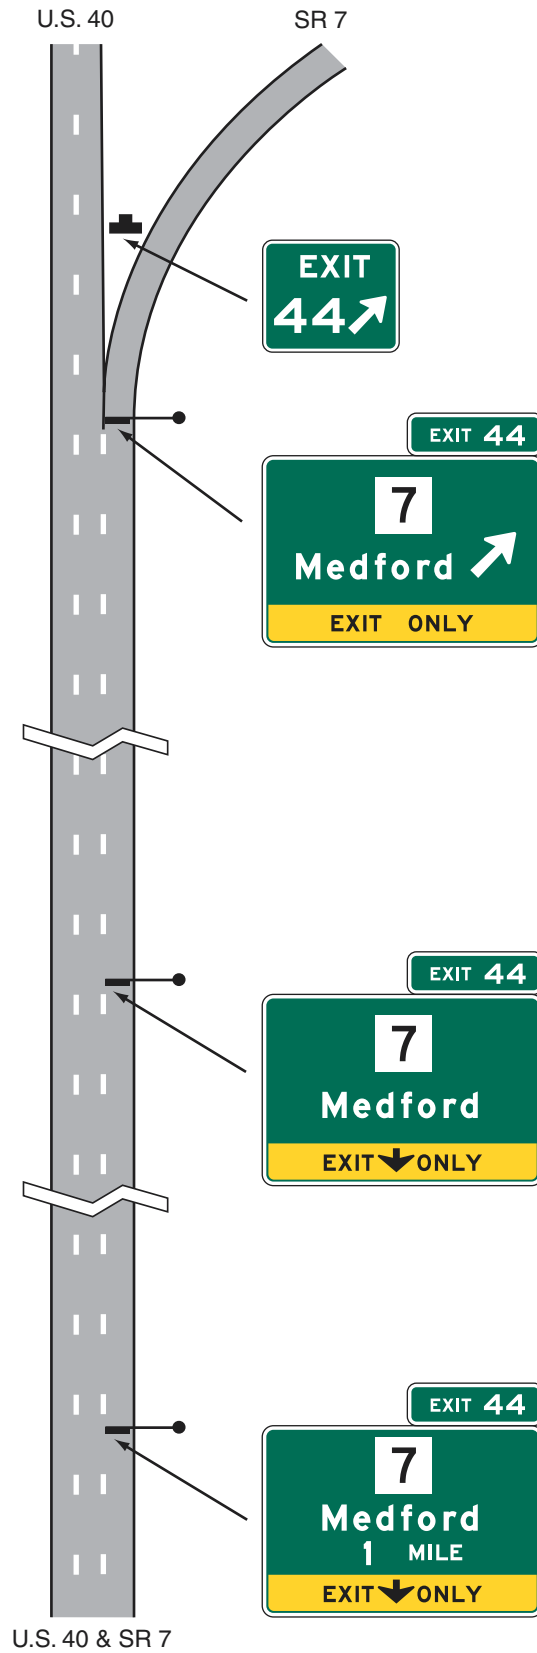 U.S. 40
SR 7
EXIT
44
EXIT 44
7
Medford
EXIT ONLY
EXIT 44
7
Medford
EXIT ONLY
EXIT 44
7
Medford
1 MILE
EXIT ONLY
U.S. 40 & SR 7